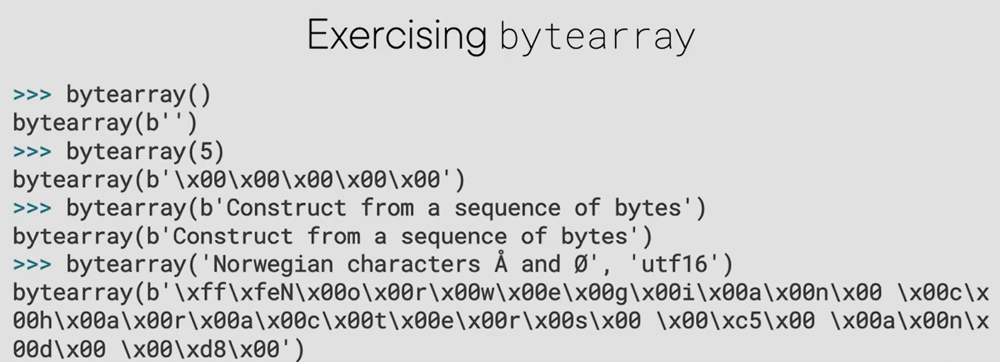 Exercising bytearray
>>> bytearray()
bytearray(b'')
>>> bytearray(5)
bytearray(b'\x00\x00\x00\x00\x00')
>>> bytearray(b'Construct from a sequence of bytes')
bytearray(b'Construct from a sequence of bytes')
>>> bytearray('Norwegian characters Å and Ø', 'utf16')
bytearray(b'\xff\xfeN\x00o\x00r\x00w\x00e\x00g\x00i\x00a\x00n\x00 \x00c\x
00h\x00a\x00r\x00a\x00c\x00t\x00e\x00r\x00s\x00 \x00\xc5\x00 \x00a\x00n\x
00d\x00 \x00\xd8\x00')